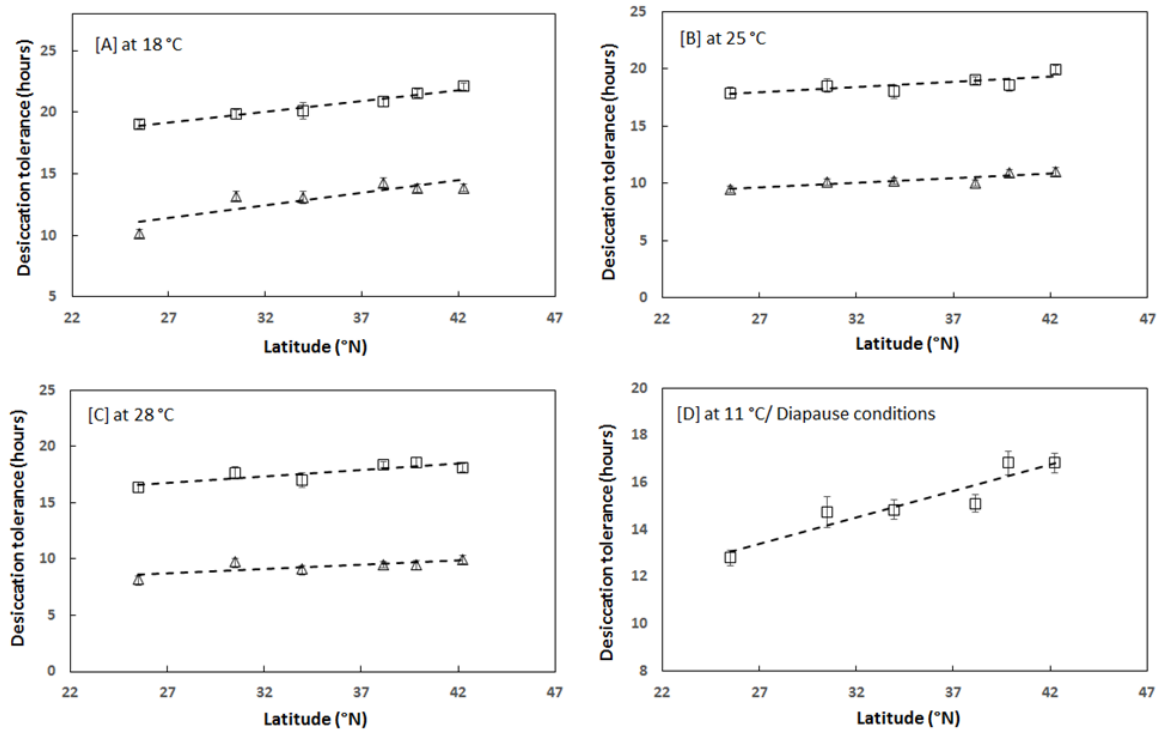 [A] at 18 °C
Desiccation tolerance (hours)
25
20
15
10
5
22 27 32 37 42 47
Latitude (°N)
[B] at 25 °C
Desiccation tolerance (hours)
25
20
15
10
5
0
22 27 32 37 42 47
Latitude (°N)
[C] at 28 °C
Desiccation tolerance (hours)
25
20
15
10
5
0
22 27 32 37 42 47
Latitude (°N)
[D] at 11 °C/ Diapause conditions
Desiccation tolerance (hours)
20
18
16
14
12
10
8
22 27 32 37 42 47
Latitude (°N)